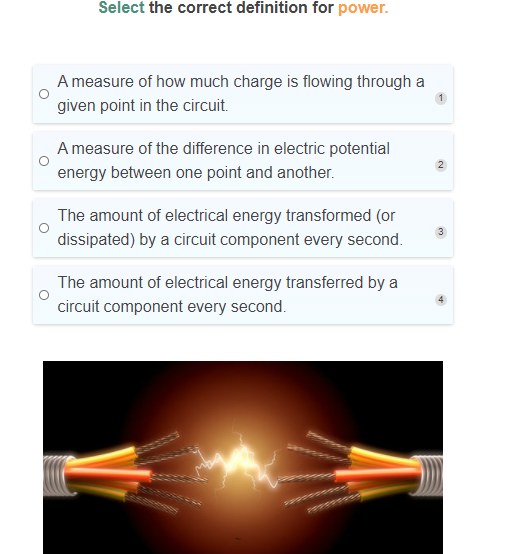 Select the correct definition for power.
A measure of how much charge is flowing through a
given point in the circuit.
1
A measure of the difference in electric potential
energy between one point and another.
2
The amount of electrical energy transformed (or
dissipated) by a circuit component every second.
3
The amount of electrical energy transferred by a
circuit component every second.
4